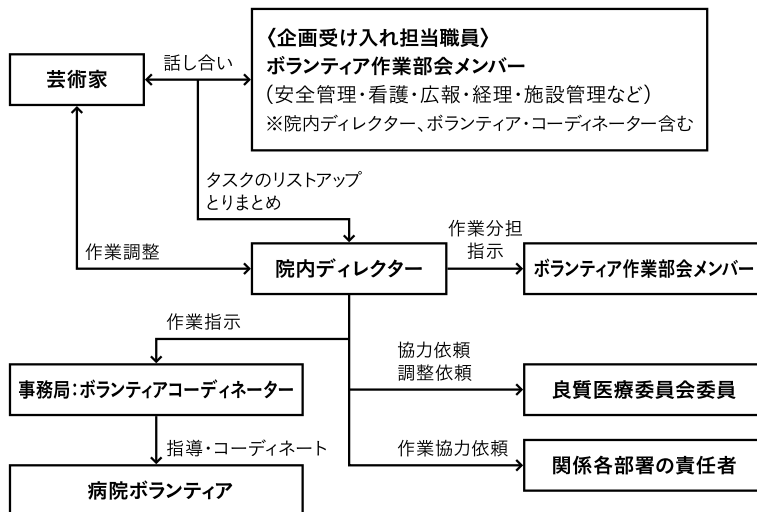 〈企画受け入れ担当職員〉
ボランティア作業部会メンバー
（安全管理・看護・広報・経理・施設管理など）
※院内ディレクター、ボランティア・コーディネーター含む
芸術家
話し合い
タスクのリストアップ
とりまとめ
作業調整
院内ディレクター
作業分担
指示
ボランティア作業部会メンバー
作業指示
事務局：ボランティアコーディネーター
協力依頼
調整依頼
良質医療委員会委員
指導・コーディネート
作業協力依頼
関係各部署の責任者
病院ボランティア